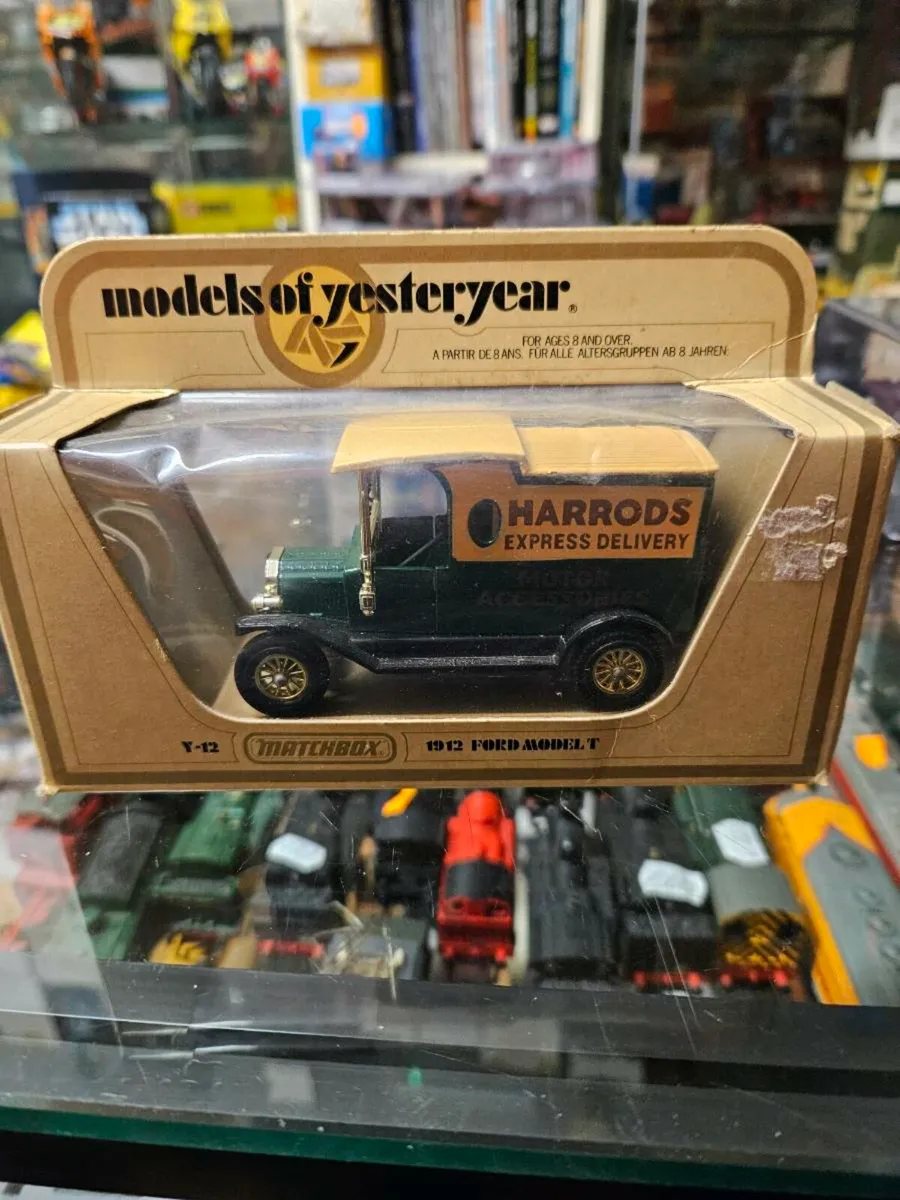 models of yesteryear®
FOR AGES 8 AND OVER.
A PARTIR DE 8 ANS. FÜR ALLE ALTERSGRUPPEN AB 8 JAHREN.
HARRODS
EXPRESS DELIVERY
MOTOR
ACCESSORIES
Y-12
MATCHBOX
1912 FORD MODEL T